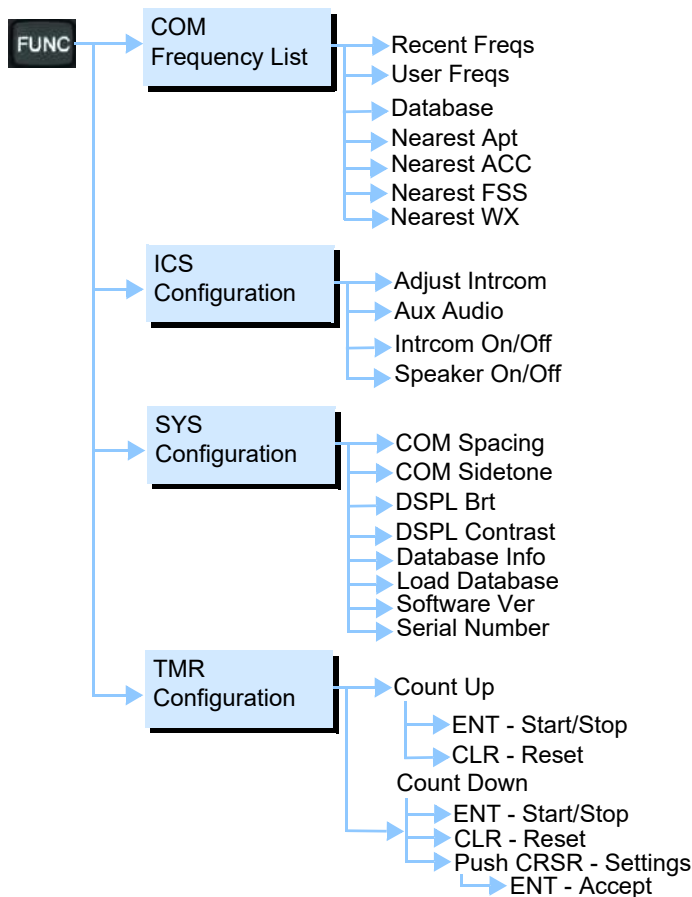 FUNC
COM
Frequency List
Recent Freqs
User Freqs
Database
Nearest Apt
Nearest ACC
Nearest FSS
Nearest WX
ICS
Configuration
Adjust Intrcom
Aux Audio
Intrcom On/Off
Speaker On/Off
SYS
Configuration
COM Spacing
COM Sidetone
DSPL Brt
DSPL Contrast
Database Info
Load Database
Software Ver
Serial Number
TMR
Configuration
Count Up
ENT - Start/Stop
CLR - Reset
Count Down
ENT - Start/Stop
CLR - Reset
Push CRSR - Settings
ENT - Accept